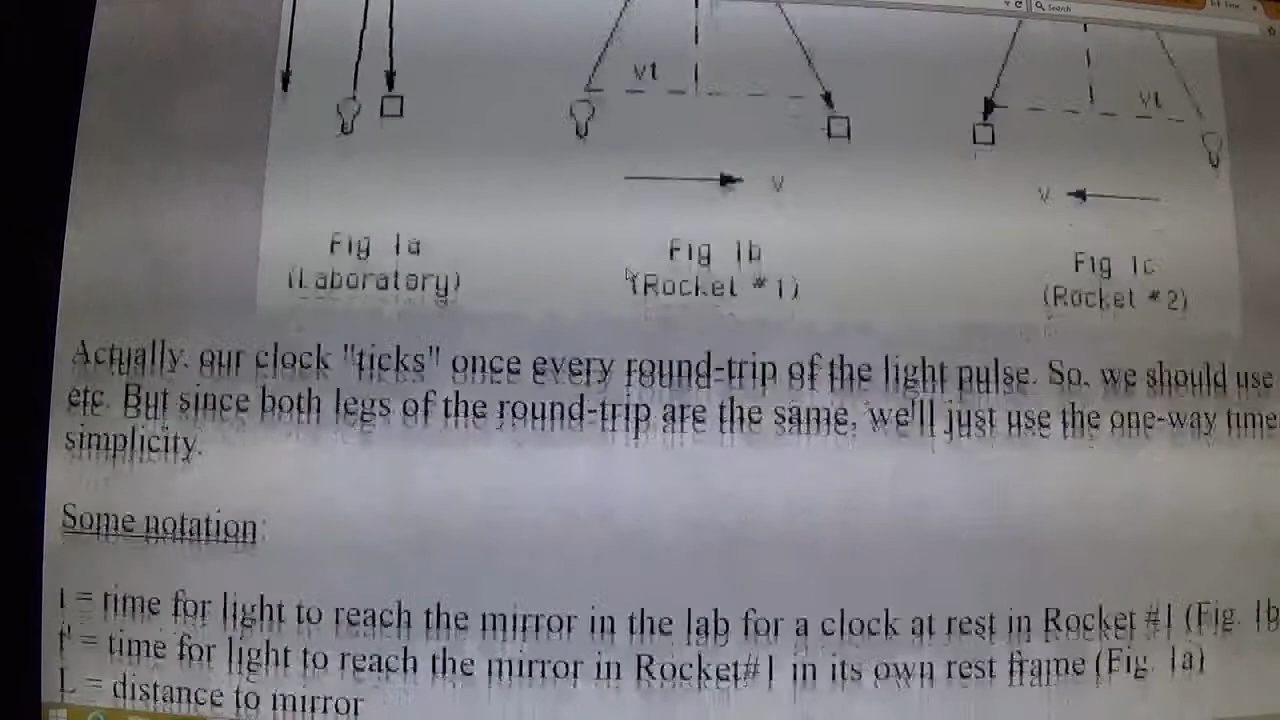 Search
vt
vt
v
v
Fig 1a
(Laboratory)
Fig 1b
(Rocket #1)
Fig 1c
(Rocket #2)
Actually, our clock "ticks" once every round-trip of the light pulse. So, we should use
etc. But since both legs of the round-trip are the same, we'll just use the one-way time
simplicity.
Some notation:
t = time for light to reach the mirror in the lab for a clock at rest in Rocket #1 (Fig. 1b
t' = time for light to reach the mirror in Rocket#1 in its own rest frame (Fig. 1a)
L = distance to mirror